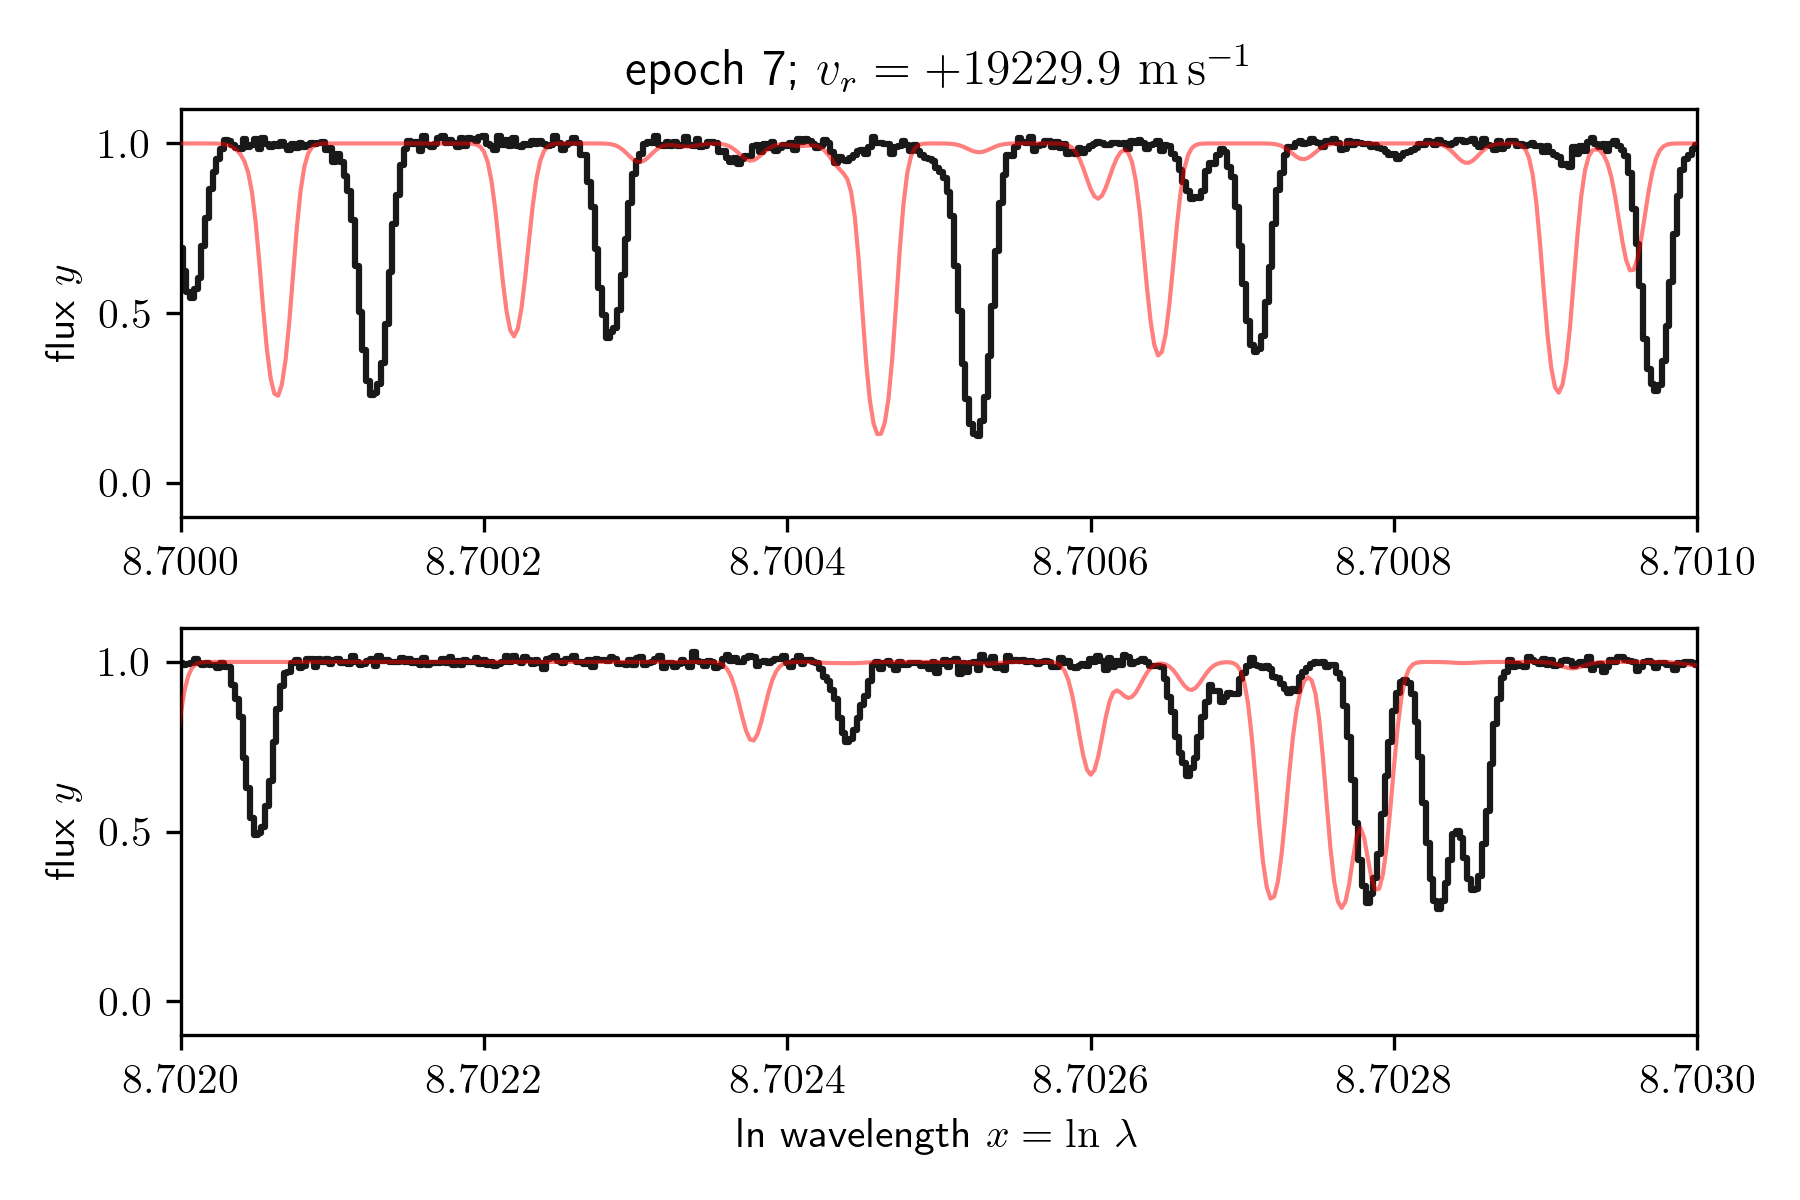 epoch 7; v_r = +19229.9 m s⁻¹
1.0
0.5
0.0
flux y
8.7000 8.7002 8.7004 8.7006 8.7008 8.7010
1.0
0.5
0.0
flux y
8.7020 8.7022 8.7024 8.7026 8.7028 8.7030
ln wavelength x = ln λ